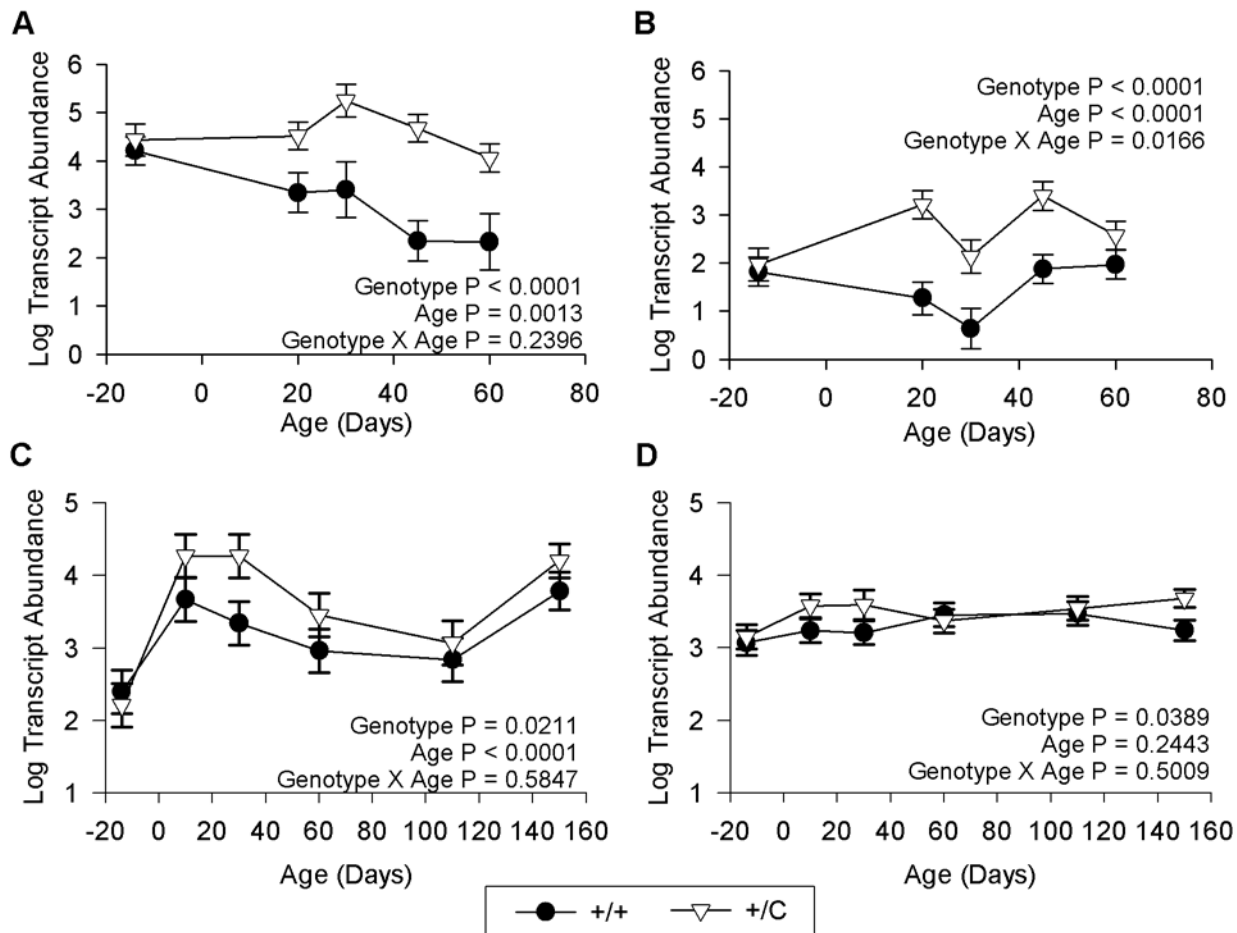 A
Log Transcript Abundance
6
5
4
3
2
1
0
Genotype P < 0.0001
Age P = 0.0013
Genotype X Age P = 0.2396
-20 0 20 40 60 80
Age (Days)
B
Log Transcript Abundance
6
5
4
3
2
1
0
Genotype P < 0.0001
Age P < 0.0001
Genotype X Age P = 0.0166
-20 0 20 40 60 80
Age (Days)
C
Log Transcript Abundance
5
4
3
2
1
Genotype P = 0.0211
Age P < 0.0001
Genotype X Age P = 0.5847
-20 0 20 40 60 80 100 120 140 160
Age (Days)
D
Log Transcript Abundance
5
4
3
2
1
Genotype P = 0.0389
Age P = 0.2443
Genotype X Age P = 0.5009
-20 0 20 40 60 80 100 120 140 160
Age (Days)
+/+ +/C